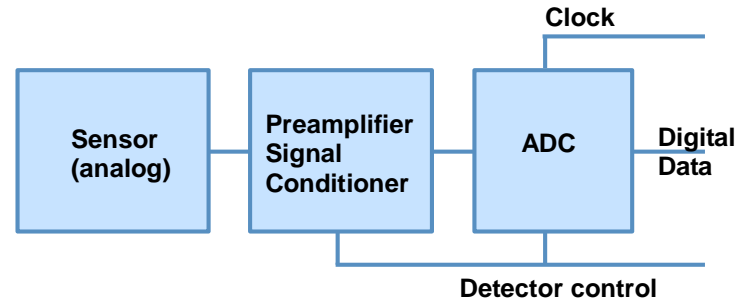 Clock
Sensor
(analog)
Preamplifier
Signal
Conditioner
ADC
Digital
Data
Detector control